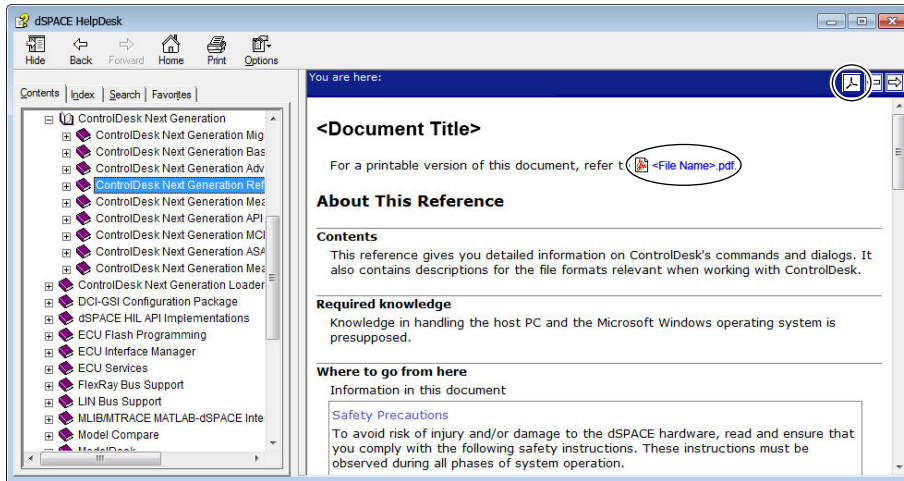 dSPACE HelpDesk
Hide Back Forward Home Print Options
Contents Index Search Favorites
ControlDesk Next Generation
ControlDesk Next Generation Mig
ControlDesk Next Generation Bas
ControlDesk Next Generation Adv
ControlDesk Next Generation Ref
ControlDesk Next Generation Mea
ControlDesk Next Generation API
ControlDesk Next Generation MCI
ControlDesk Next Generation ASA
ControlDesk Next Generation Mea
ControlDesk Next Generation Loader
DCI-GSI Configuration Package
dSPACE HIL API Implementations
ECU Flash Programming
ECU Interface Manager
ECU Services
FlexRay Bus Support
LIN Bus Support
MLIB/MTRACE MATLAB-dSPACE Inte
Model Compare
ModelDesk
You are here:
<Document Title>
For a printable version of this document, refer t <File Name>.pdf.
About This Reference
Contents
This reference gives you detailed information on ControlDesk's commands and dialogs. It
also contains descriptions for the file formats relevant when working with ControlDesk.
Required knowledge
Knowledge in handling the host PC and the Microsoft Windows operating system is
presupposed.
Where to go from here
Information in this document
Safety Precautions
To avoid risk of injury and/or damage to the dSPACE hardware, read and ensure that
you comply with the following safety instructions. These instructions must be
observed during all phases of system operation.